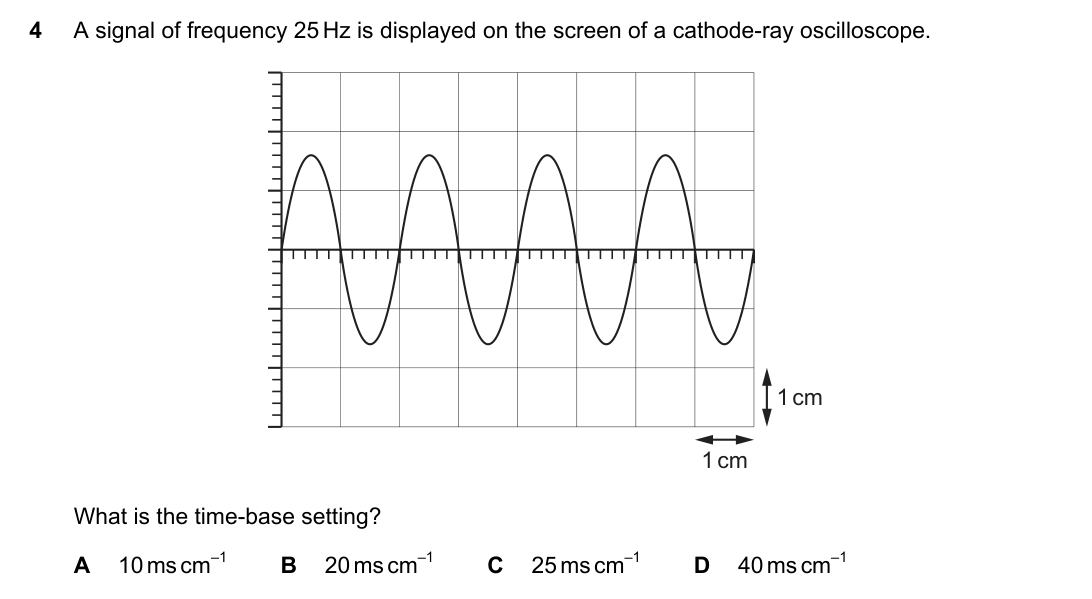 4 A signal of frequency 25 Hz is displayed on the screen of a cathode-ray oscilloscope.
1 cm
1 cm
What is the time-base setting?
A 10 ms cm⁻¹ B 20 ms cm⁻¹ C 25 ms cm⁻¹ D 40 ms cm⁻¹